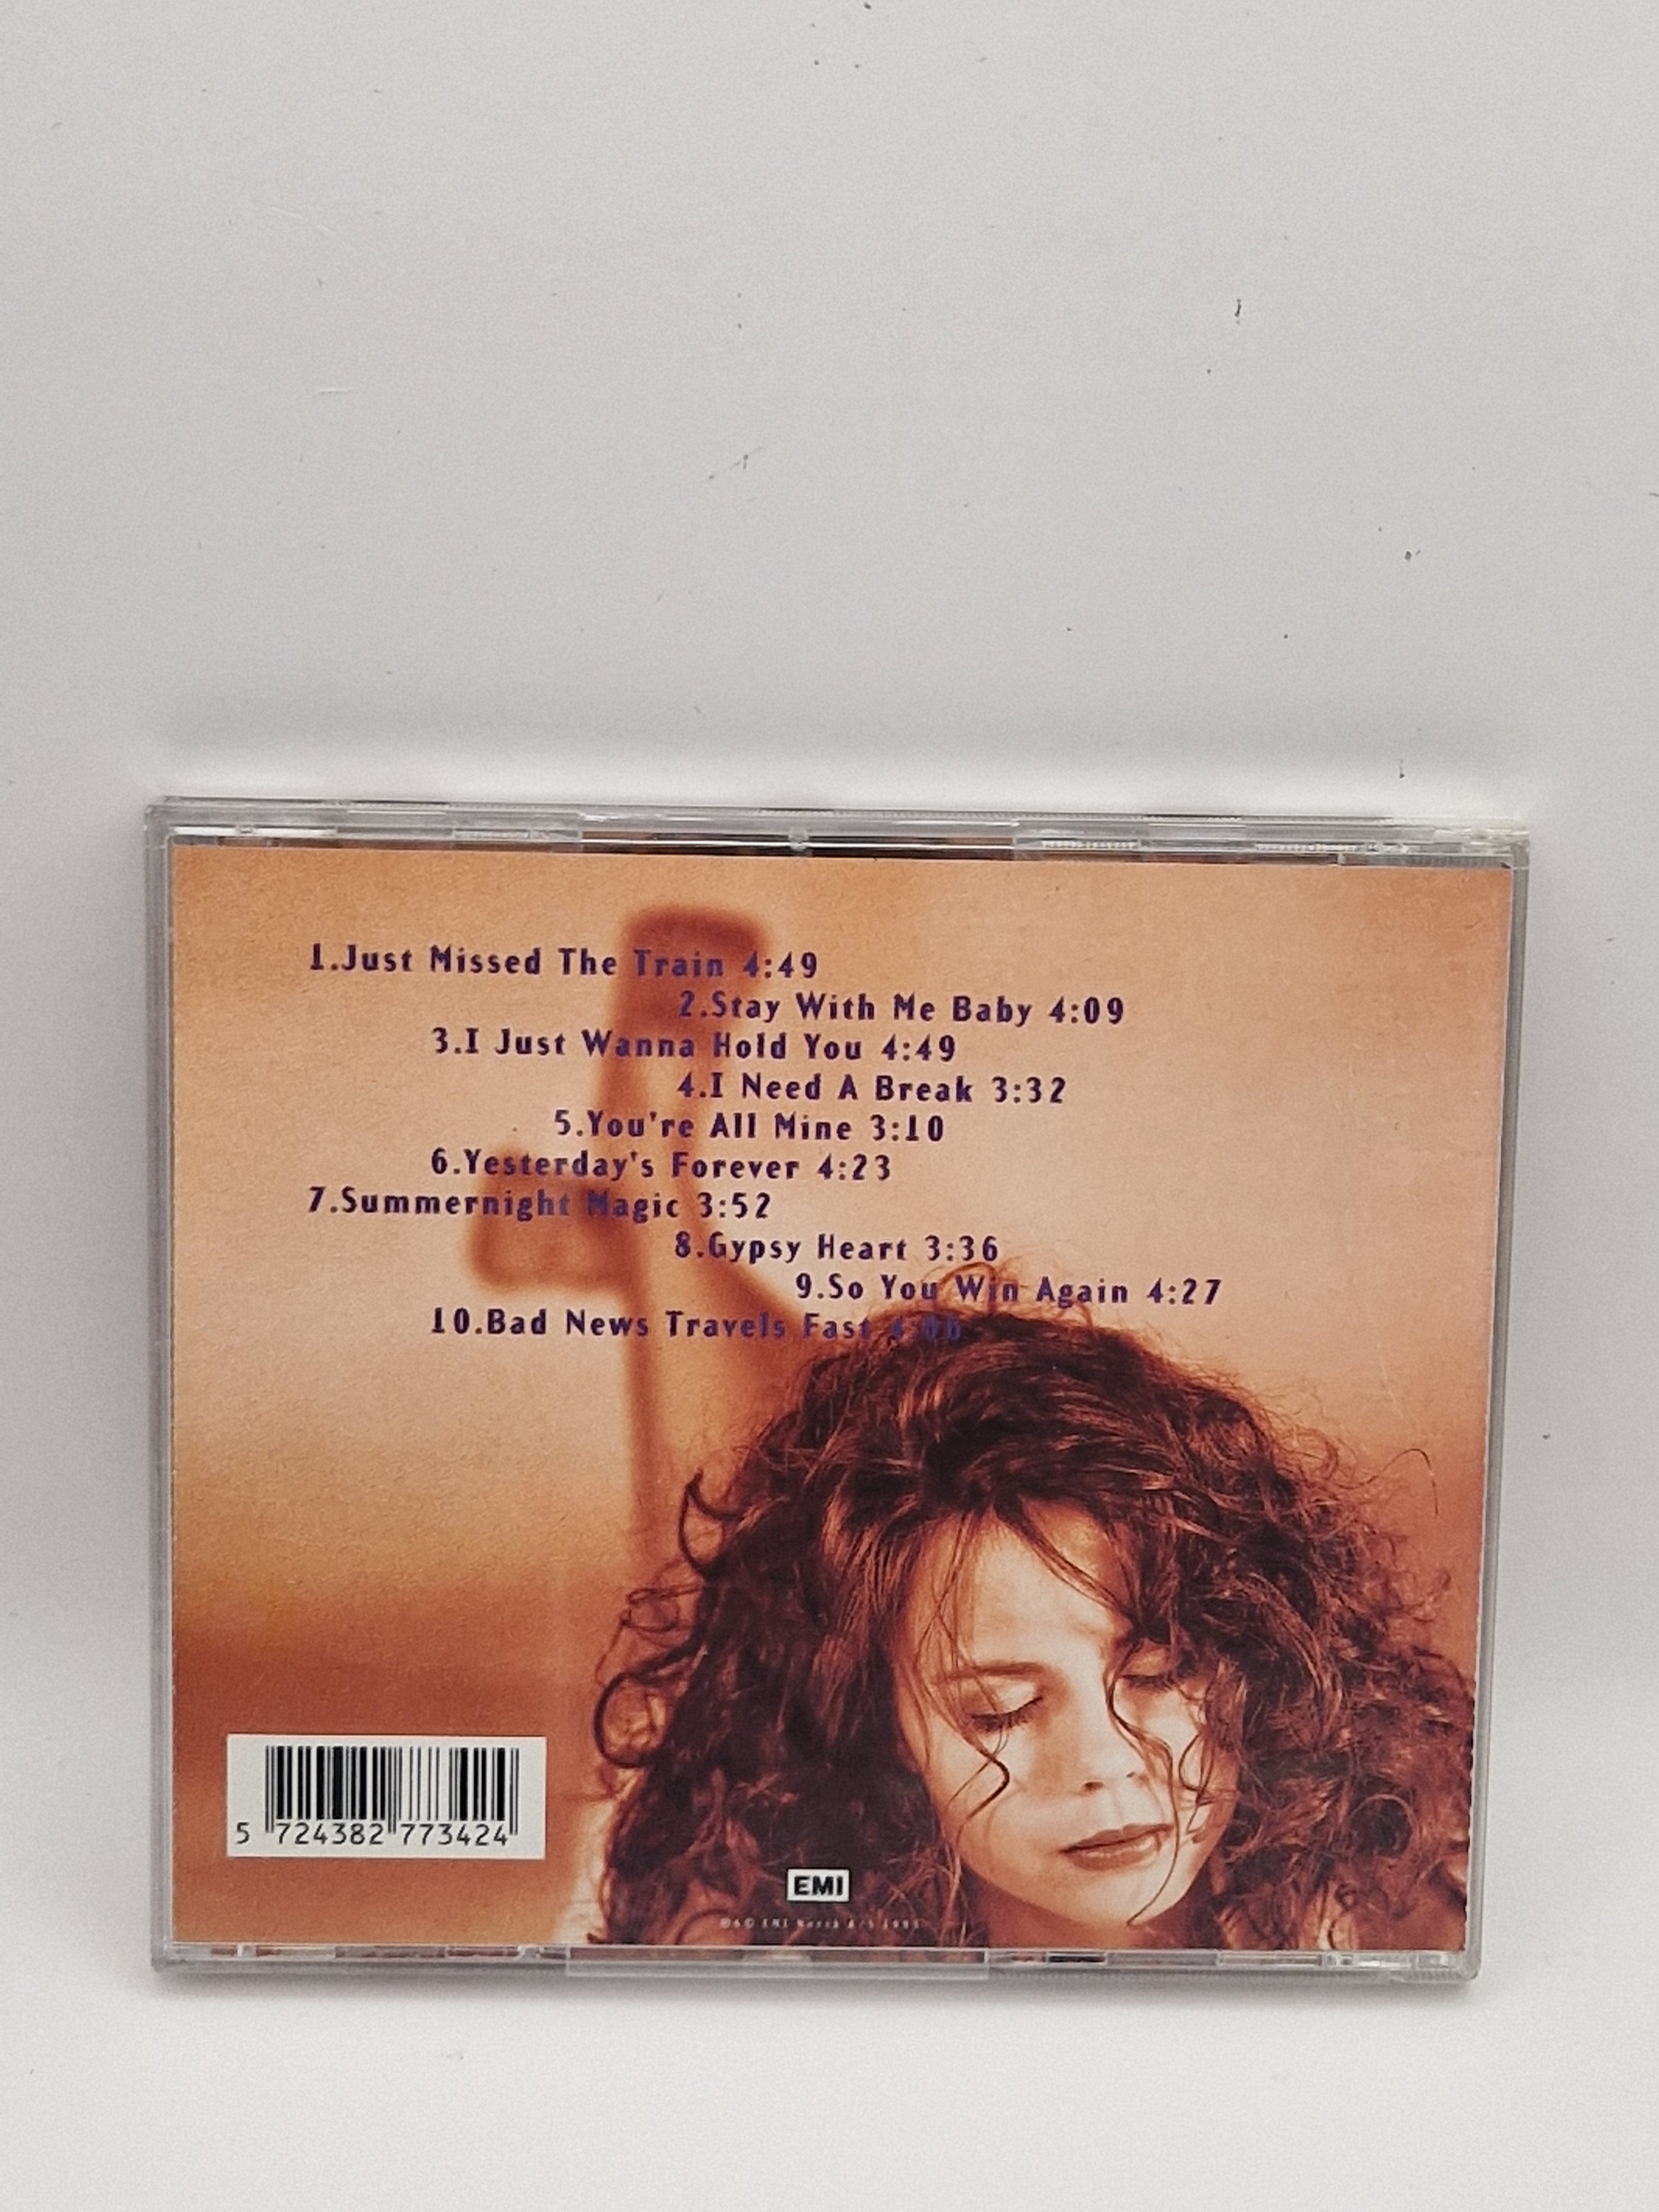 1.Just Missed The Train 4:49
2.Stay With Me Baby 4:09
3.I Just Wanna Hold You 4:49
4.I Need A Break 3:32
5.You're All Mine 3:10
6.Yesterday's Forever 4:23
7.Summernight Magic 3:52
8.Gypsy Heart 3:36
9.So You Win Again 4:27
10.Bad News Travels Fast
5 724382 773424
EMI
EMI Norsk A/S